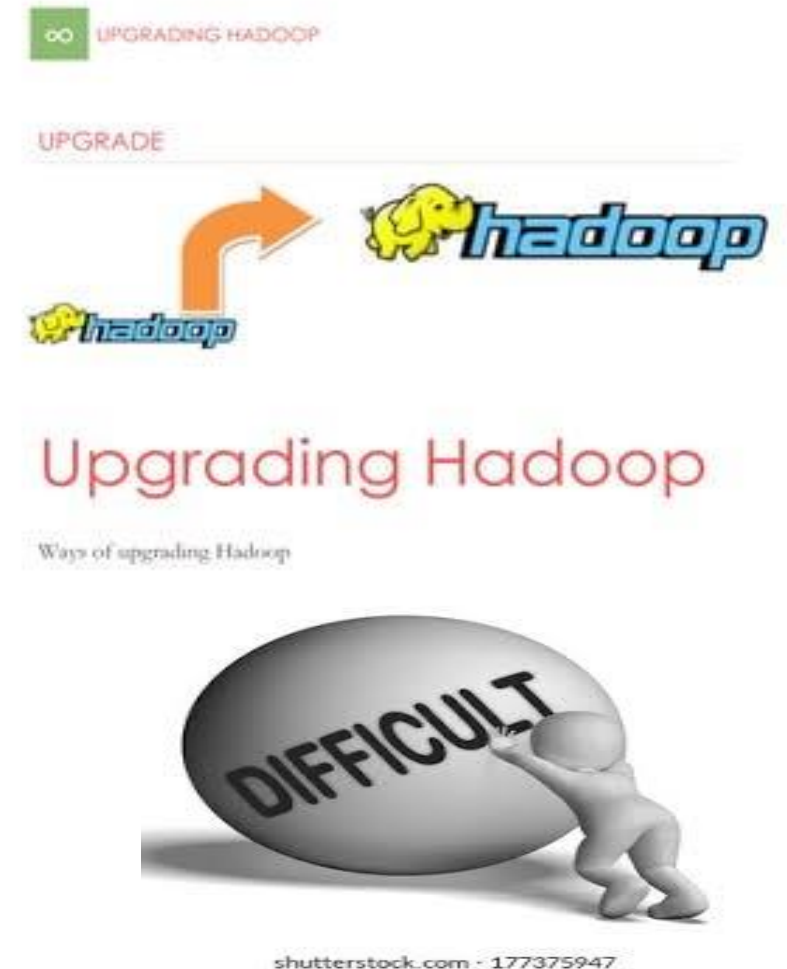 ∞ UPGRADING HADOOP
UPGRADE
hadoop
hadoop
Upgrading Hadoop
Ways of upgrading Hadoop
DIFFICULT
shutterstock.com · 177375947